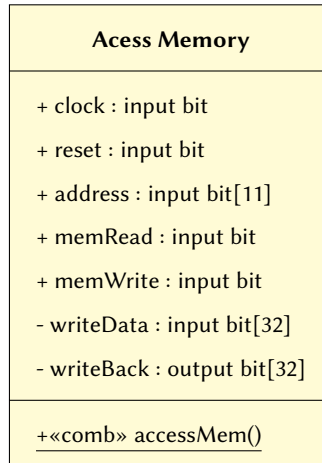 Acess Memory
+ clock : input bit
+ reset : input bit
+ address : input bit[11]
+ memRead : input bit
+ memWrite : input bit
- writeData : input bit[32]
- writeBack : output bit[32]
+«comb» accessMem()